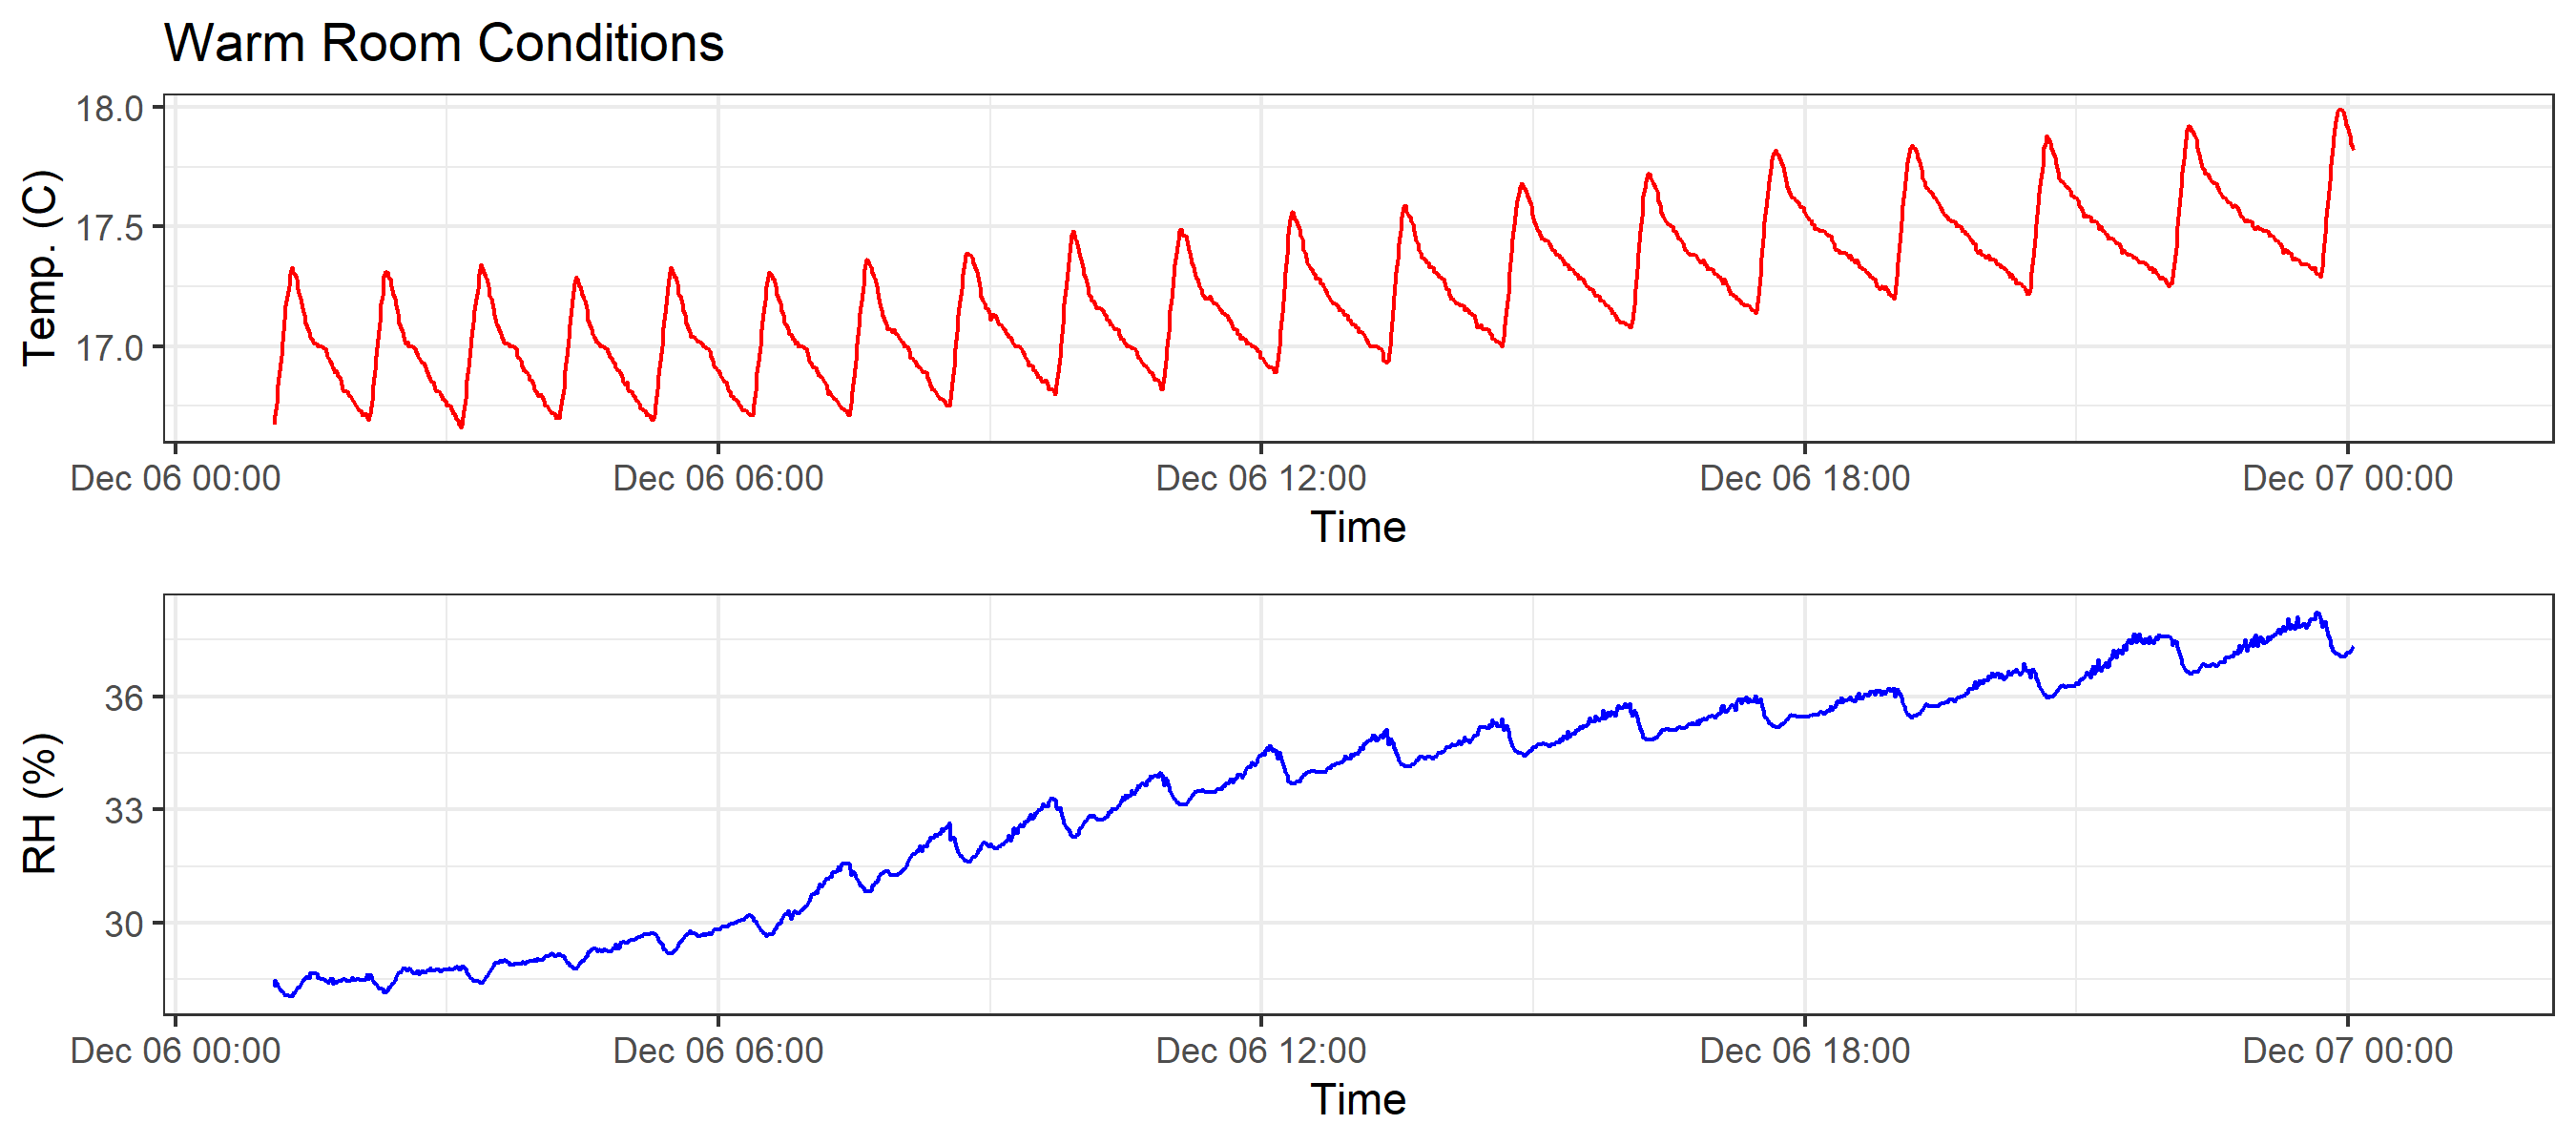 Warm Room Conditions
18.0
17.5
17.0
Temp. (C)
Dec 06 00:00 Dec 06 06:00 Dec 06 12:00 Dec 06 18:00 Dec 07 00:00
Time
36
33
30
RH (%)
Dec 06 00:00 Dec 06 06:00 Dec 06 12:00 Dec 06 18:00 Dec 07 00:00
Time